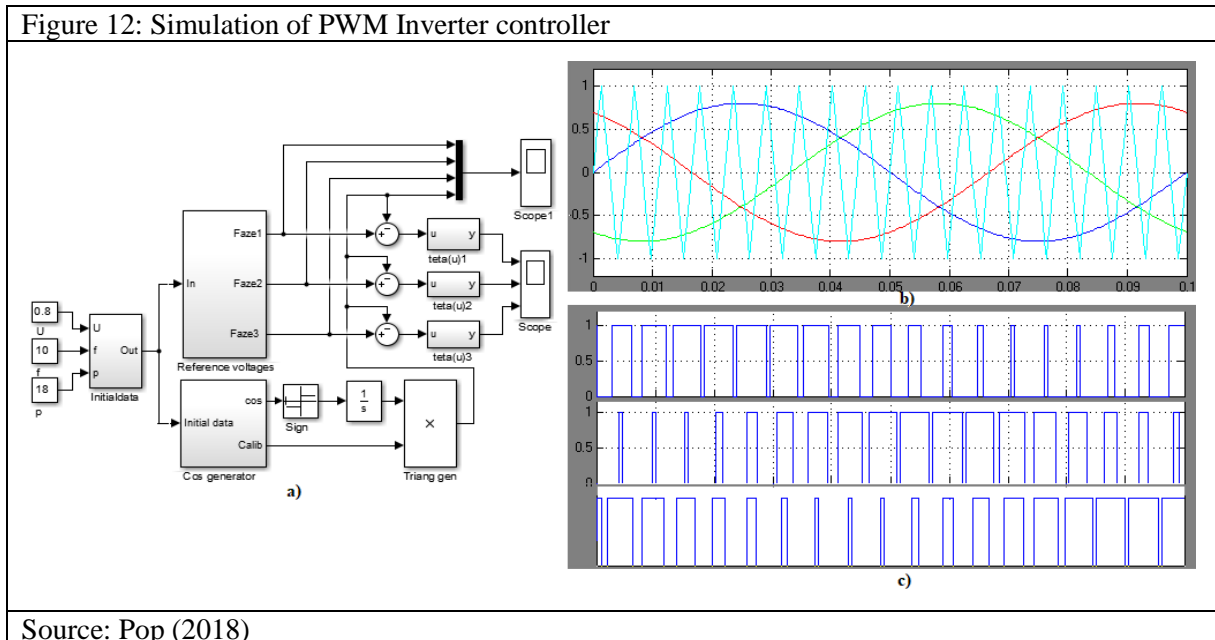 Figure 12: Simulation of PWM Inverter controller
0.8
U
10
f
18
p
U
f
p
Out
Initialdata
In
Faze1
Faze2
Faze3
Reference voltages
Initial data
cos
Calib
Cos generator
Sign
1
s
×
Triang gen
+
−
+
−
+
−
u y
teta(u)1
u y
teta(u)2
u y
teta(u)3
Scope1
Scope
a)
1
0.5
0
-0.5
-1
0 0.01 0.02 0.03 0.04 0.05 0.06 0.07 0.08 0.09 0.1
b)
1
0.5
0
1
0.5
0
c)
Source: Pop (2018)